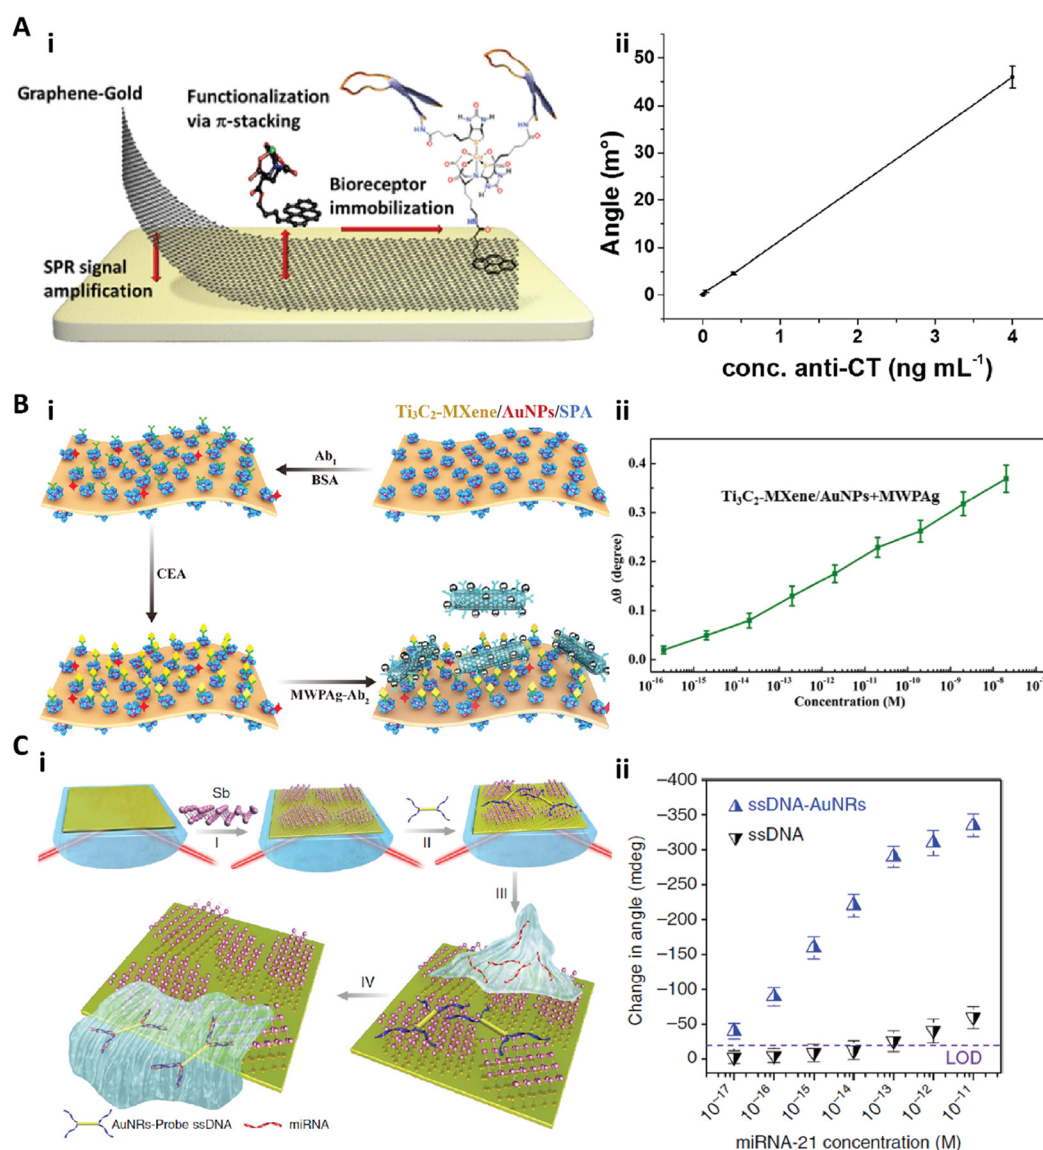 A
i
Graphene-Gold
Functionalization
via π-stacking
Bioreceptor
immobilization
SPR signal
amplification
H
N
N
H
O
HN
HN
O
ii
Angle (m°)
50
40
30
20
10
0
0
1
2
3
4
conc. anti-CT (ng mL⁻¹)
B
i
Ti₃C₂-MXene/AuNPs/SPA
Ab₁
BSA
CEA
MWPAg-Ab₂
ii
Ti₃C₂-MXene/AuNPs+MWPAg
Δθ (degree)
0.4
0.3
0.2
0.1
0.0
10⁻¹⁶ 10⁻¹⁵ 10⁻¹⁴ 10⁻¹³ 10⁻¹² 10⁻¹¹ 10⁻¹⁰ 10⁻⁹ 10⁻⁸
Concentration (M)
C
i
Sb
I
II
III
IV
AuNRs-Probe ssDNA
miRNA
ii
Change in angle (mdeg)
−400
−350
−300
−250
−200
−150
−100
−50
0
ssDNA-AuNRs
ssDNA
LOD
10⁻¹⁷ 10⁻¹⁶ 10⁻¹⁵ 10⁻¹⁴ 10⁻¹³ 10⁻¹² 10⁻¹¹
miRNA-21 concentration (M)